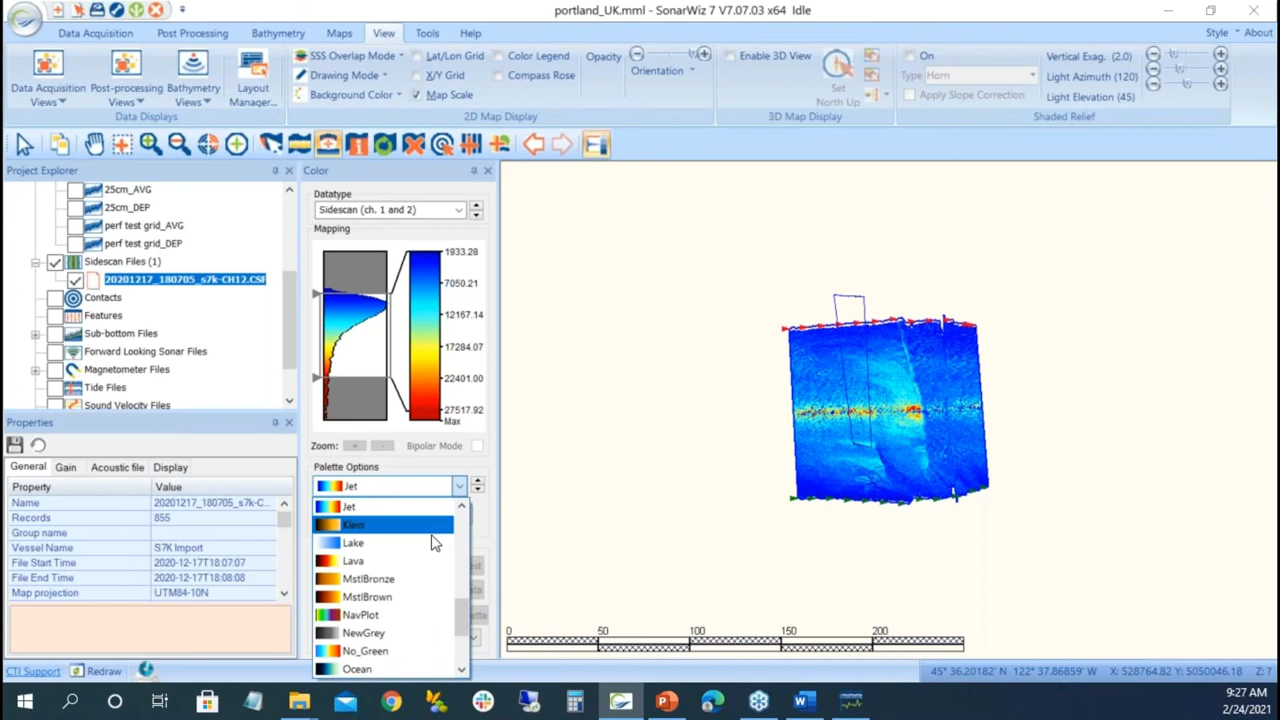 portland_UK.mml - SonarWiz 7 V7.07.03 x64 Idle
Data Acquisition Post Processing Bathymetry Maps View Tools Help Style About
Data Acquisition Views
Post-processing Views
Bathymetry Views
Layout Manager...
Data Displays
SSS Overlap Mode Lat/Lon Grid Color Legend Opacity
Drawing Mode X/Y Grid Compass Rose Orientation
Background Color Map Scale
2D Map Display
Enable 3D View
Set North Up
3D Map Display
On Vertical Exag. (2.0)
Type Horn Light Azimuth (120)
Apply Slope Correction Light Elevation (45)
Shaded Relief
Project Explorer
25cm_AVG
25cm_DEP
perf test grid_AVG
perf test grid_DEP
Sidescan Files (1)
20201217_180705_s7k-CH12.CSF
Contacts
Features
Sub-bottom Files
Forward Looking Sonar Files
Magnetometer Files
Tide Files
Sound Velocity Files
Properties
General Gain Acoustic file Display
Property Value
Name 20201217_180705_s7k-C...
Records 855
Group name
Vessel Name S7K Import
File Start Time 2020-12-17T18:07:07
File End Time 2020-12-17T18:08:08
Map projection UTM84-10N
Color
Datatype
Sidescan (ch. 1 and 2)
Mapping
1933.28
7050.21
12167.14
17284.07
22401.00
27517.92
Max
Zoom: + - Bipolar Mode
Palette Options
Jet
Jet
Klein
Lake
Lava
MstlBronze
MstlBrown
NavPlot
NewGrey
No_Green
Ocean
0 50 100 150 200
CTI Support Redraw
45° 36.20182' N, 122° 37.86859' W X: 528764.82 Y: 5050046.18 Z: ?
9:27 AM
2/24/2021